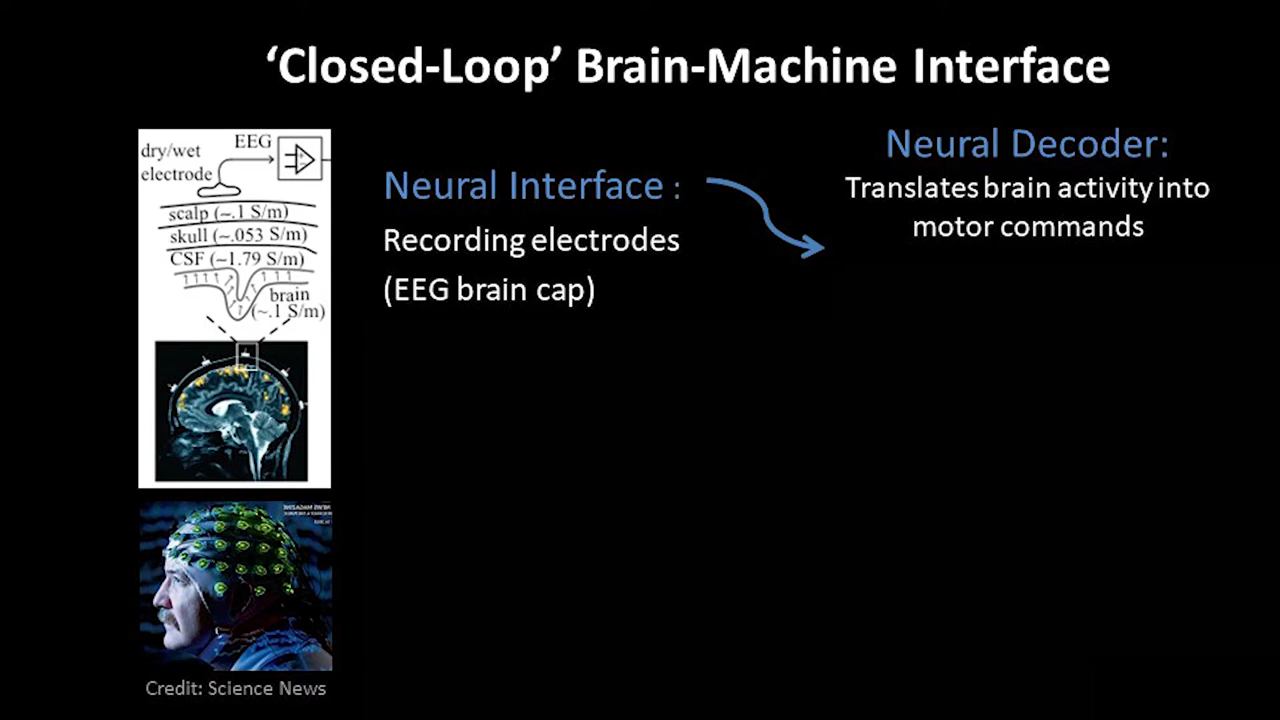 ‘Closed-Loop’ Brain-Machine Interface
dry/wet
electrode
EEG
scalp (~.1 S/m)
skull (~.053 S/m)
CSF (~1.79 S/m)
brain
(~.1 S/m)
Neural Interface :
Recording electrodes
(EEG brain cap)
Neural Decoder:
Translates brain activity into
motor commands
Credit: Science News